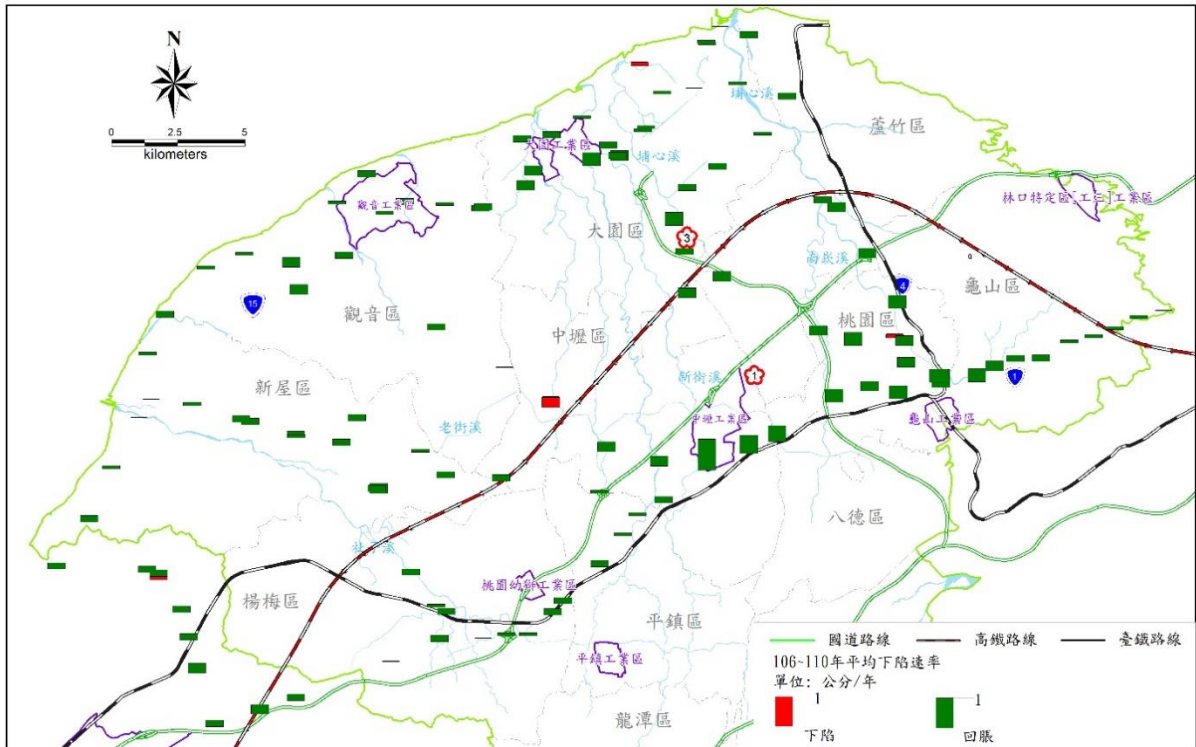 N
0 2.5 5
kilometers
埔心溪
蘆竹區
大園工業區
埔心溪
觀音工業區
林口特定區(工三)工業區
大園區
3
南崁溪
4
龜山區
15
觀音區
中壢區
桃園區
新屋區
新街溪
1
1
老街溪
中壢工業區
龜山工業區
八德區
社子溪
桃園幼獅工業區
楊梅區
平鎮區
平鎮工業區
龍潭區
國道路線 高鐵路線 臺鐵路線
106~110年平均下陷速率
單位: 公分/年
1 1
下陷 回脹